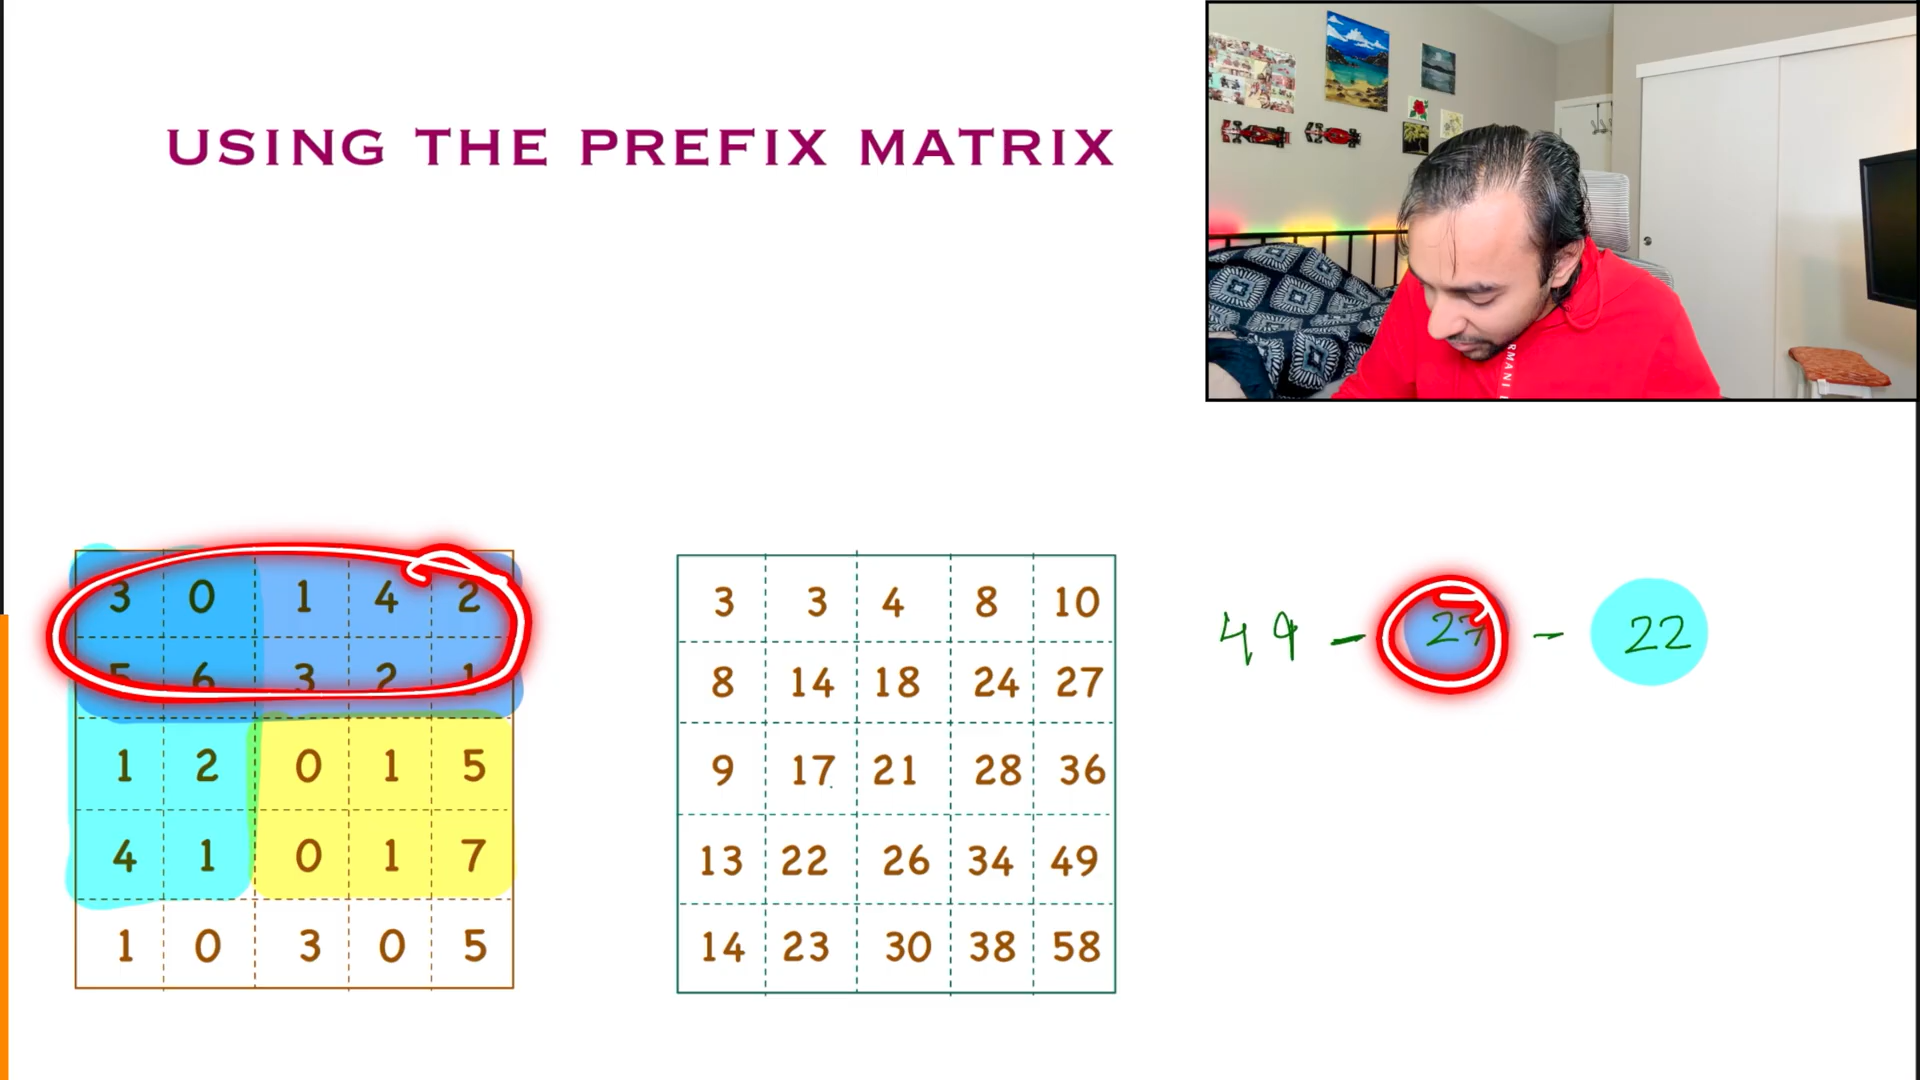 USING THE PREFIX MATRIX
RMANI
3 0 1 4 2
5 6 3 2 1
1 2 0 1 5
4 1 0 1 7
1 0 3 0 5
3 3 4 8 10
8 14 18 24 27
9 17 21 28 36
13 22 26 34 49
14 23 30 38 58
49 - 27 - 22